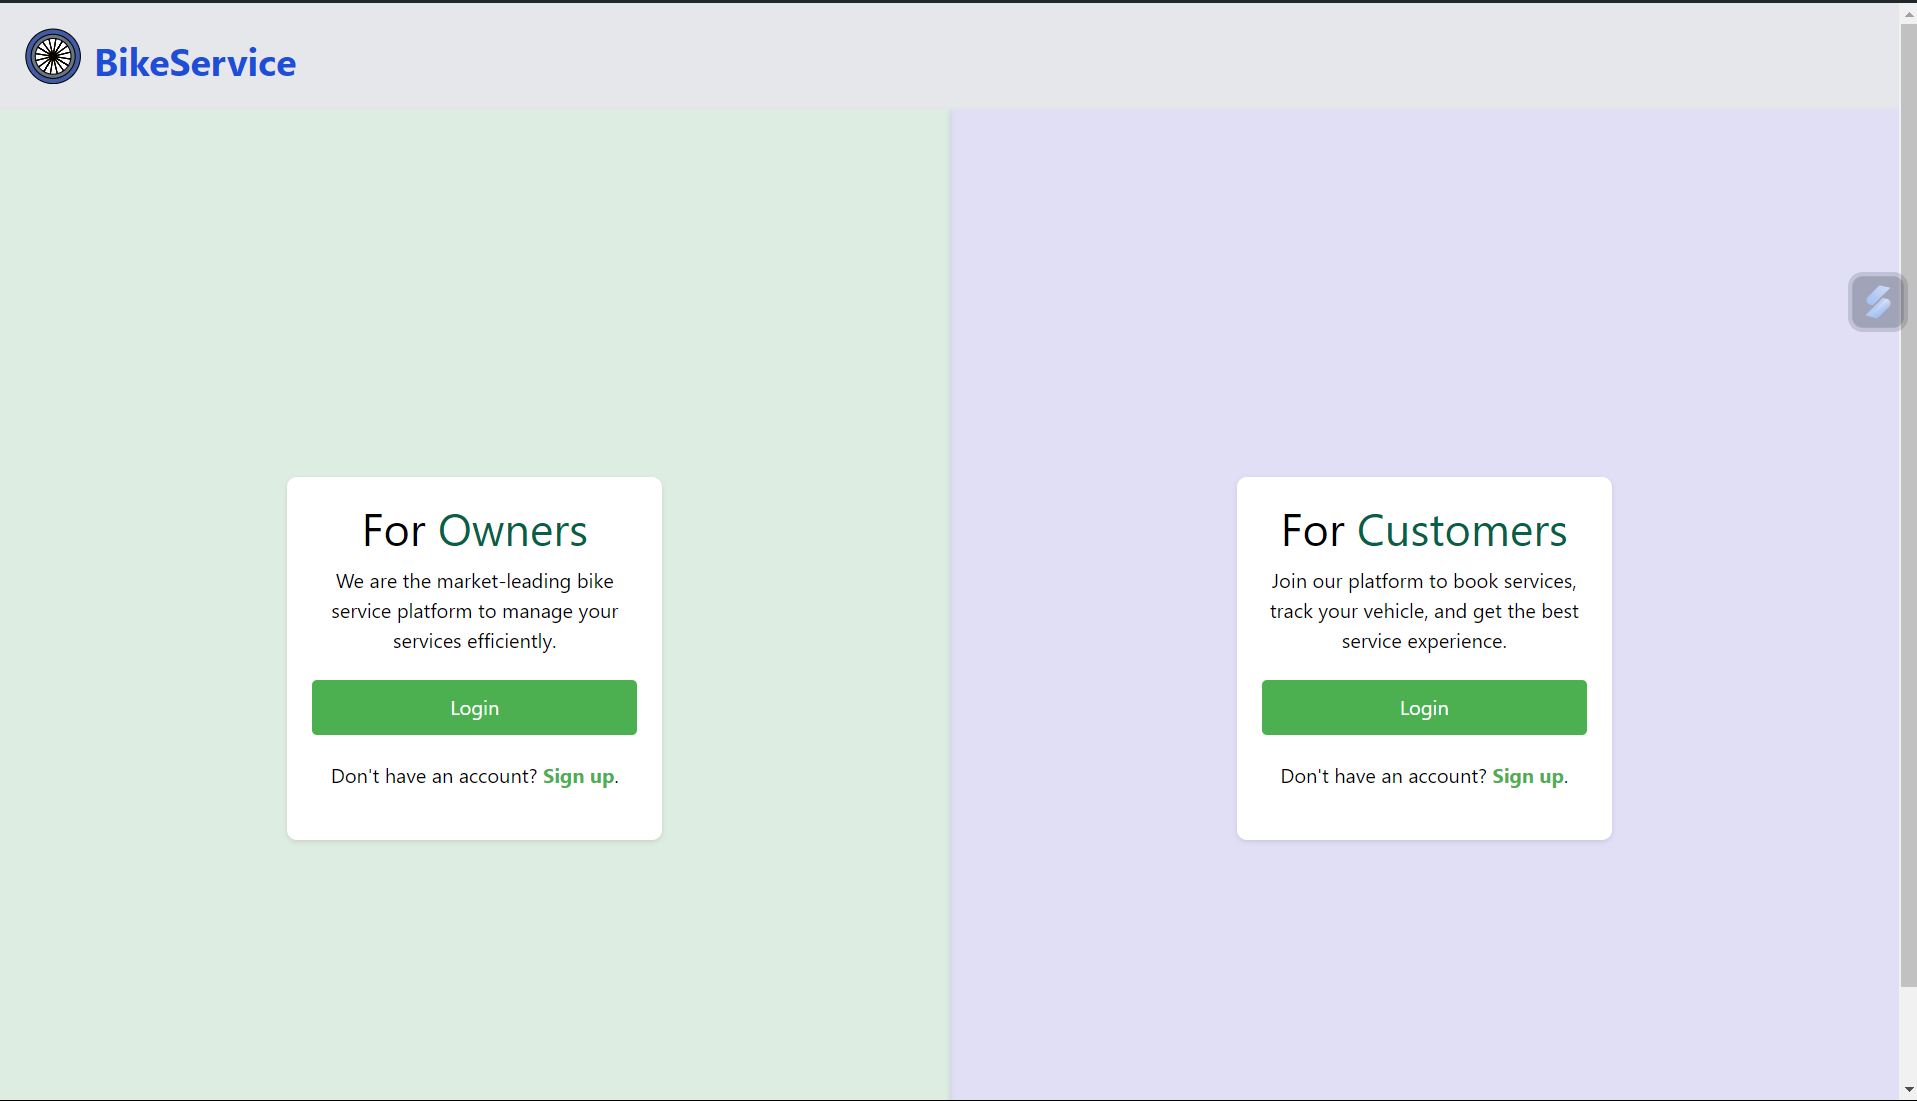 BikeService
For Owners
We are the market-leading bike
service platform to manage your
services efficiently.
Login
Don't have an account? Sign up.
For Customers
Join our platform to book services,
track your vehicle, and get the best
service experience.
Login
Don't have an account? Sign up.